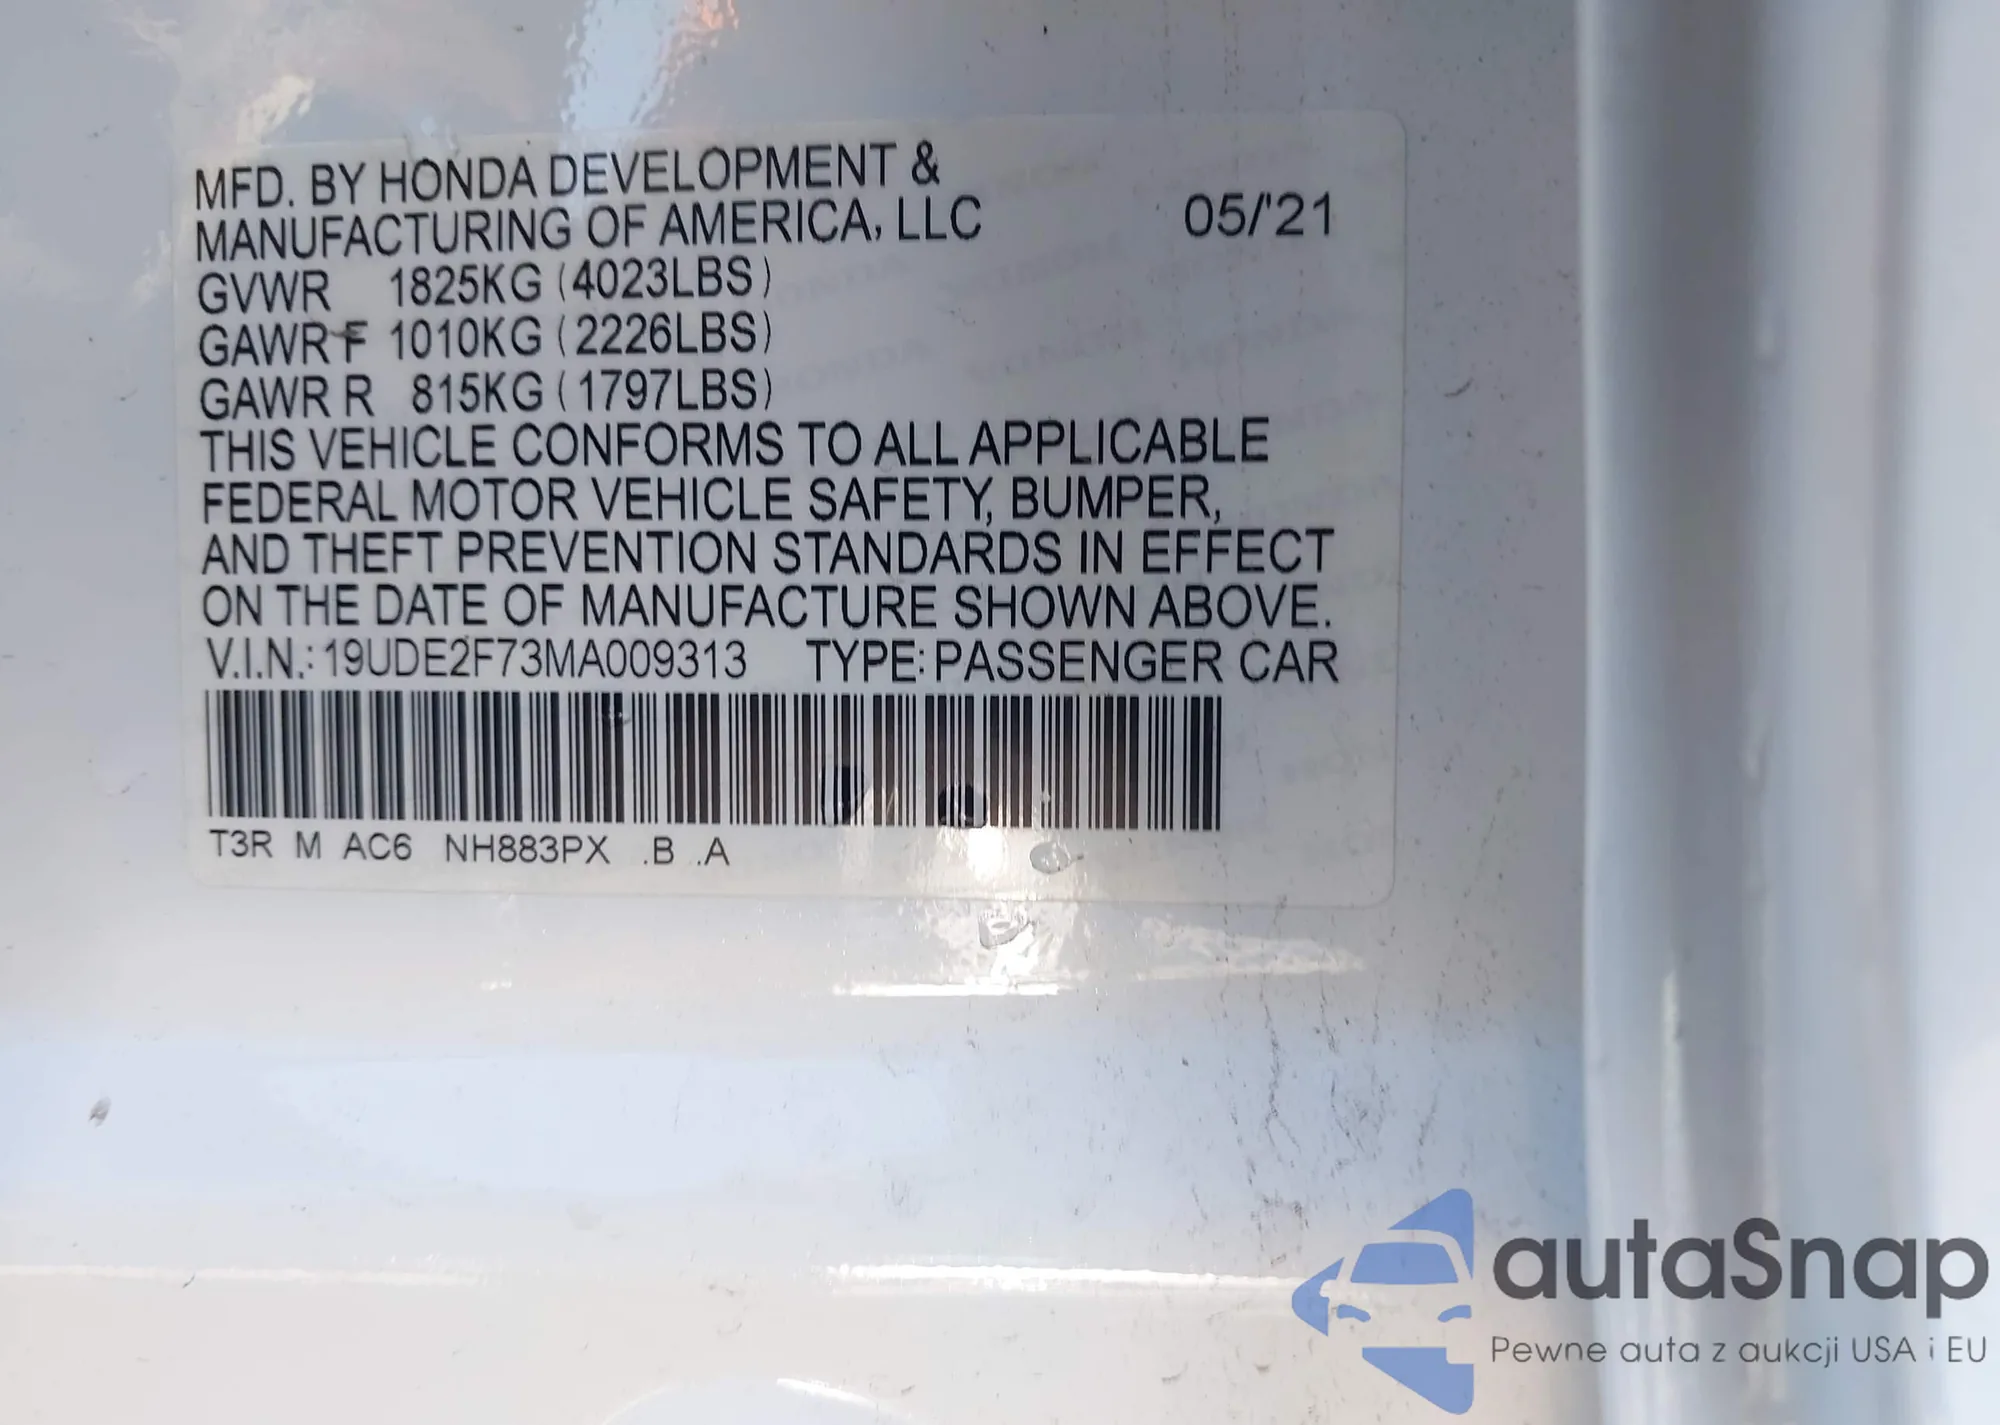 MFD. BY HONDA DEVELOPMENT &
MANUFACTURING OF AMERICA, LLC 05/'21
GVWR 1825KG (4023LBS)
GAWR F 1010KG (2226LBS)
GAWR R 815KG (1797LBS)
THIS VEHICLE CONFORMS TO ALL APPLICABLE
FEDERAL MOTOR VEHICLE SAFETY, BUMPER,
AND THEFT PREVENTION STANDARDS IN EFFECT
ON THE DATE OF MANUFACTURE SHOWN ABOVE.
V.I.N.: 19UDE2F73MA009313 TYPE: PASSENGER CAR
T3R M AC6 NH883PX .B .A
autaSnap
Pewne auta z aukcji USA i EU